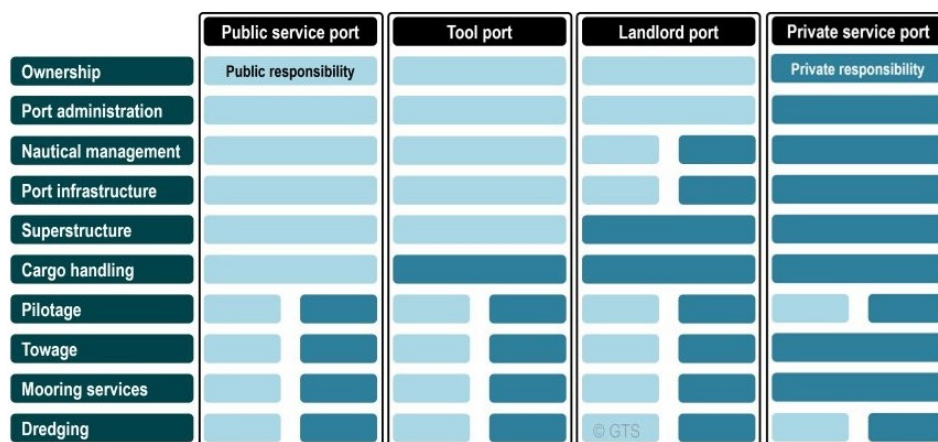 Public service port Tool port Landlord port Private service port
Ownership Public responsibility Private responsibility
Port administration
Nautical management
Port infrastructure
Superstructure
Cargo handling
Pilotage
Towage
Mooring services
Dredging © GTS